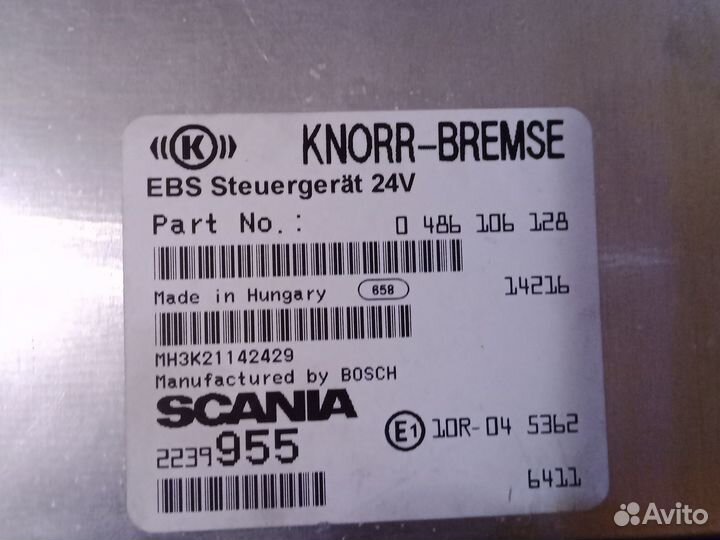 K KNORR-BREMSE
EBS Steuergerät 24V
Part No.: 0 486 106 128
Made in Hungary 658 14216
MH3K21142429
Manufactured by BOSCH
SCANIA
E1 10R-04 5362
2239955
6411
Avito